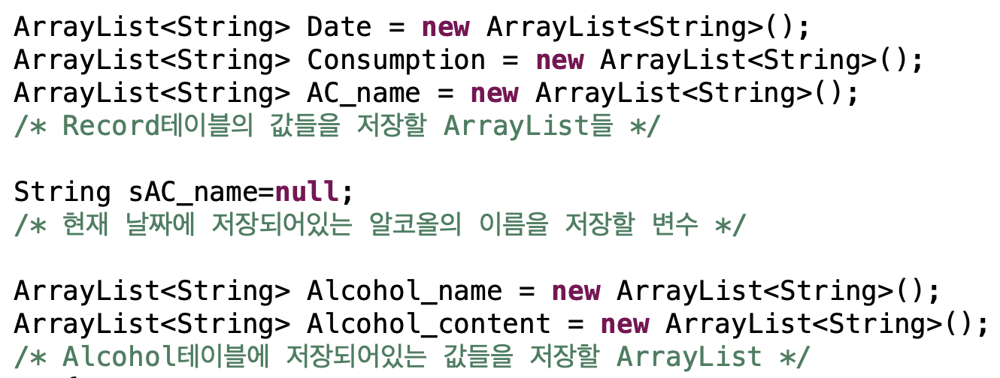 ArrayList<String> Date = new ArrayList<String>();
ArrayList<String> Consumption = new ArrayList<String>();
ArrayList<String> AC_name = new ArrayList<String>();
/* Record테이블의 값들을 저장할 ArrayList들 */
String sAC_name=null;
/* 현재 날짜에 저장되어있는 알코올의 이름을 저장할 변수 */
ArrayList<String> Alcohol_name = new ArrayList<String>();
ArrayList<String> Alcohol_content = new ArrayList<String>();
/* Alcohol테이블에 저장되어있는 값들을 저장할 ArrayList */